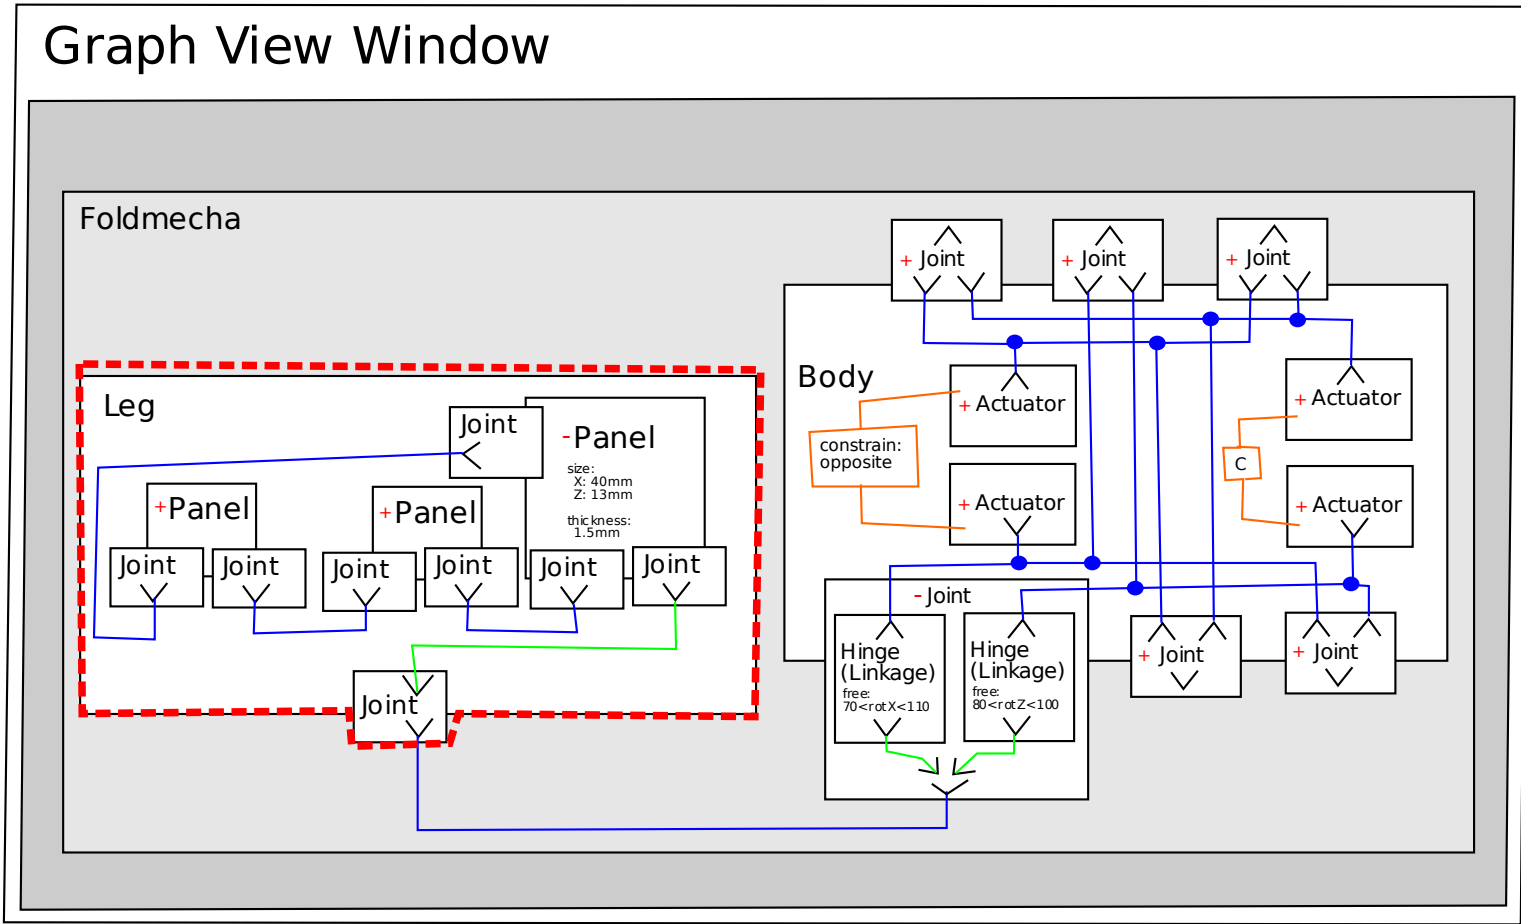 Graph View Window
Foldmecha
+ Joint
+ Joint
+ Joint
Body
+ Actuator
+ Actuator
constrain:
opposite
C
+ Actuator
+ Actuator
Leg
Joint
-Panel
size:
X: 40mm
Z: 13mm
thickness:
1.5mm
+Panel
+Panel
Joint
Joint
Joint
Joint
Joint
Joint
Joint
- Joint
Hinge
(Linkage)
free:
70<rotX<110
Hinge
(Linkage)
free:
80<rotZ<100
+ Joint
+ Joint